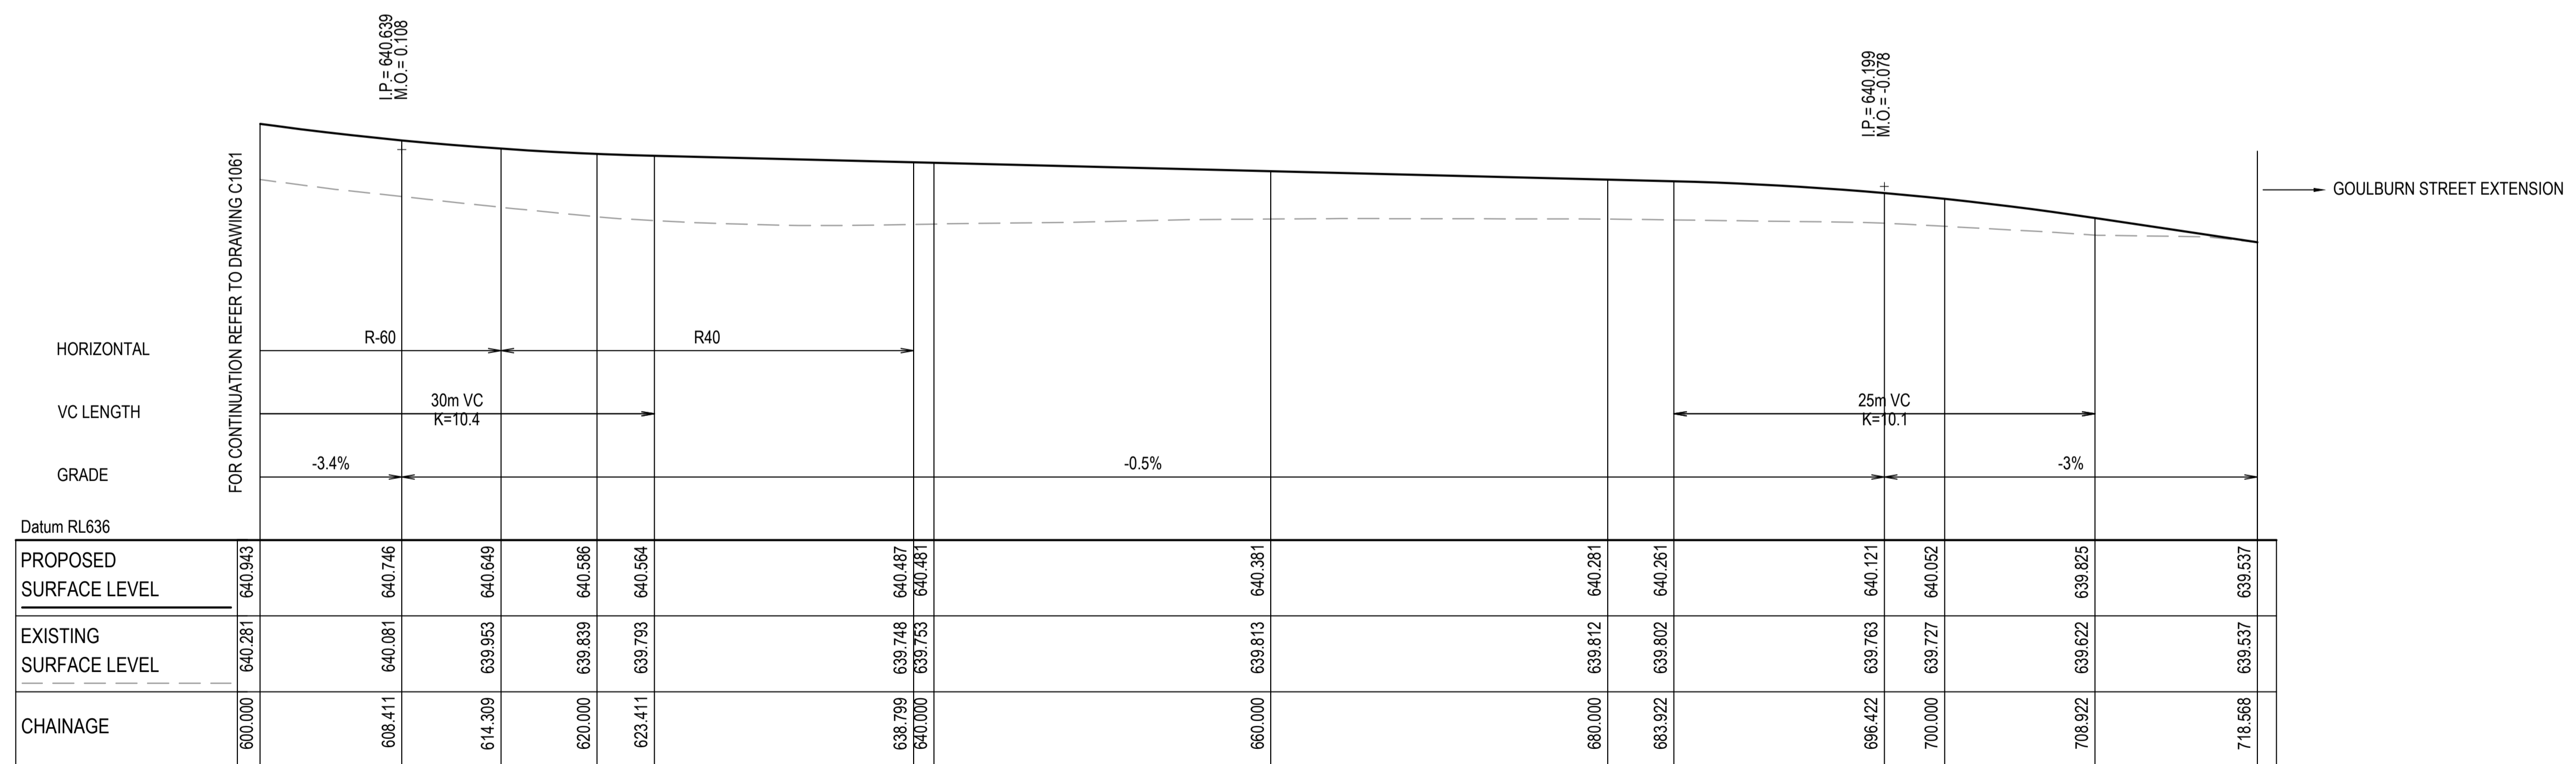 I.P.= 640.639
M.O.= 0.108
I.P.= 640.199
M.O.= -0.078
FOR CONTINUATION REFER TO DRAWING C1061
GOULBURN STREET EXTENSION
HORIZONTAL
R-60
R40
VC LENGTH
30m VC
K=10.4
25m VC
K=10.1
GRADE
-3.4%
-0.5%
-3%
Datum RL636
PROPOSED
SURFACE LEVEL
640.943
640.746
640.649
640.586
640.564
640.487
640.481
640.381
640.281
640.261
640.121
640.052
639.825
639.537
EXISTING
SURFACE LEVEL
640.281
640.081
639.953
639.839
639.793
639.748
639.753
639.813
639.812
639.802
639.763
639.727
639.622
639.537
CHAINAGE
600.000
608.411
614.309
620.000
623.411
638.799
640.000
660.000
680.000
683.922
696.422
700.000
708.922
718.568